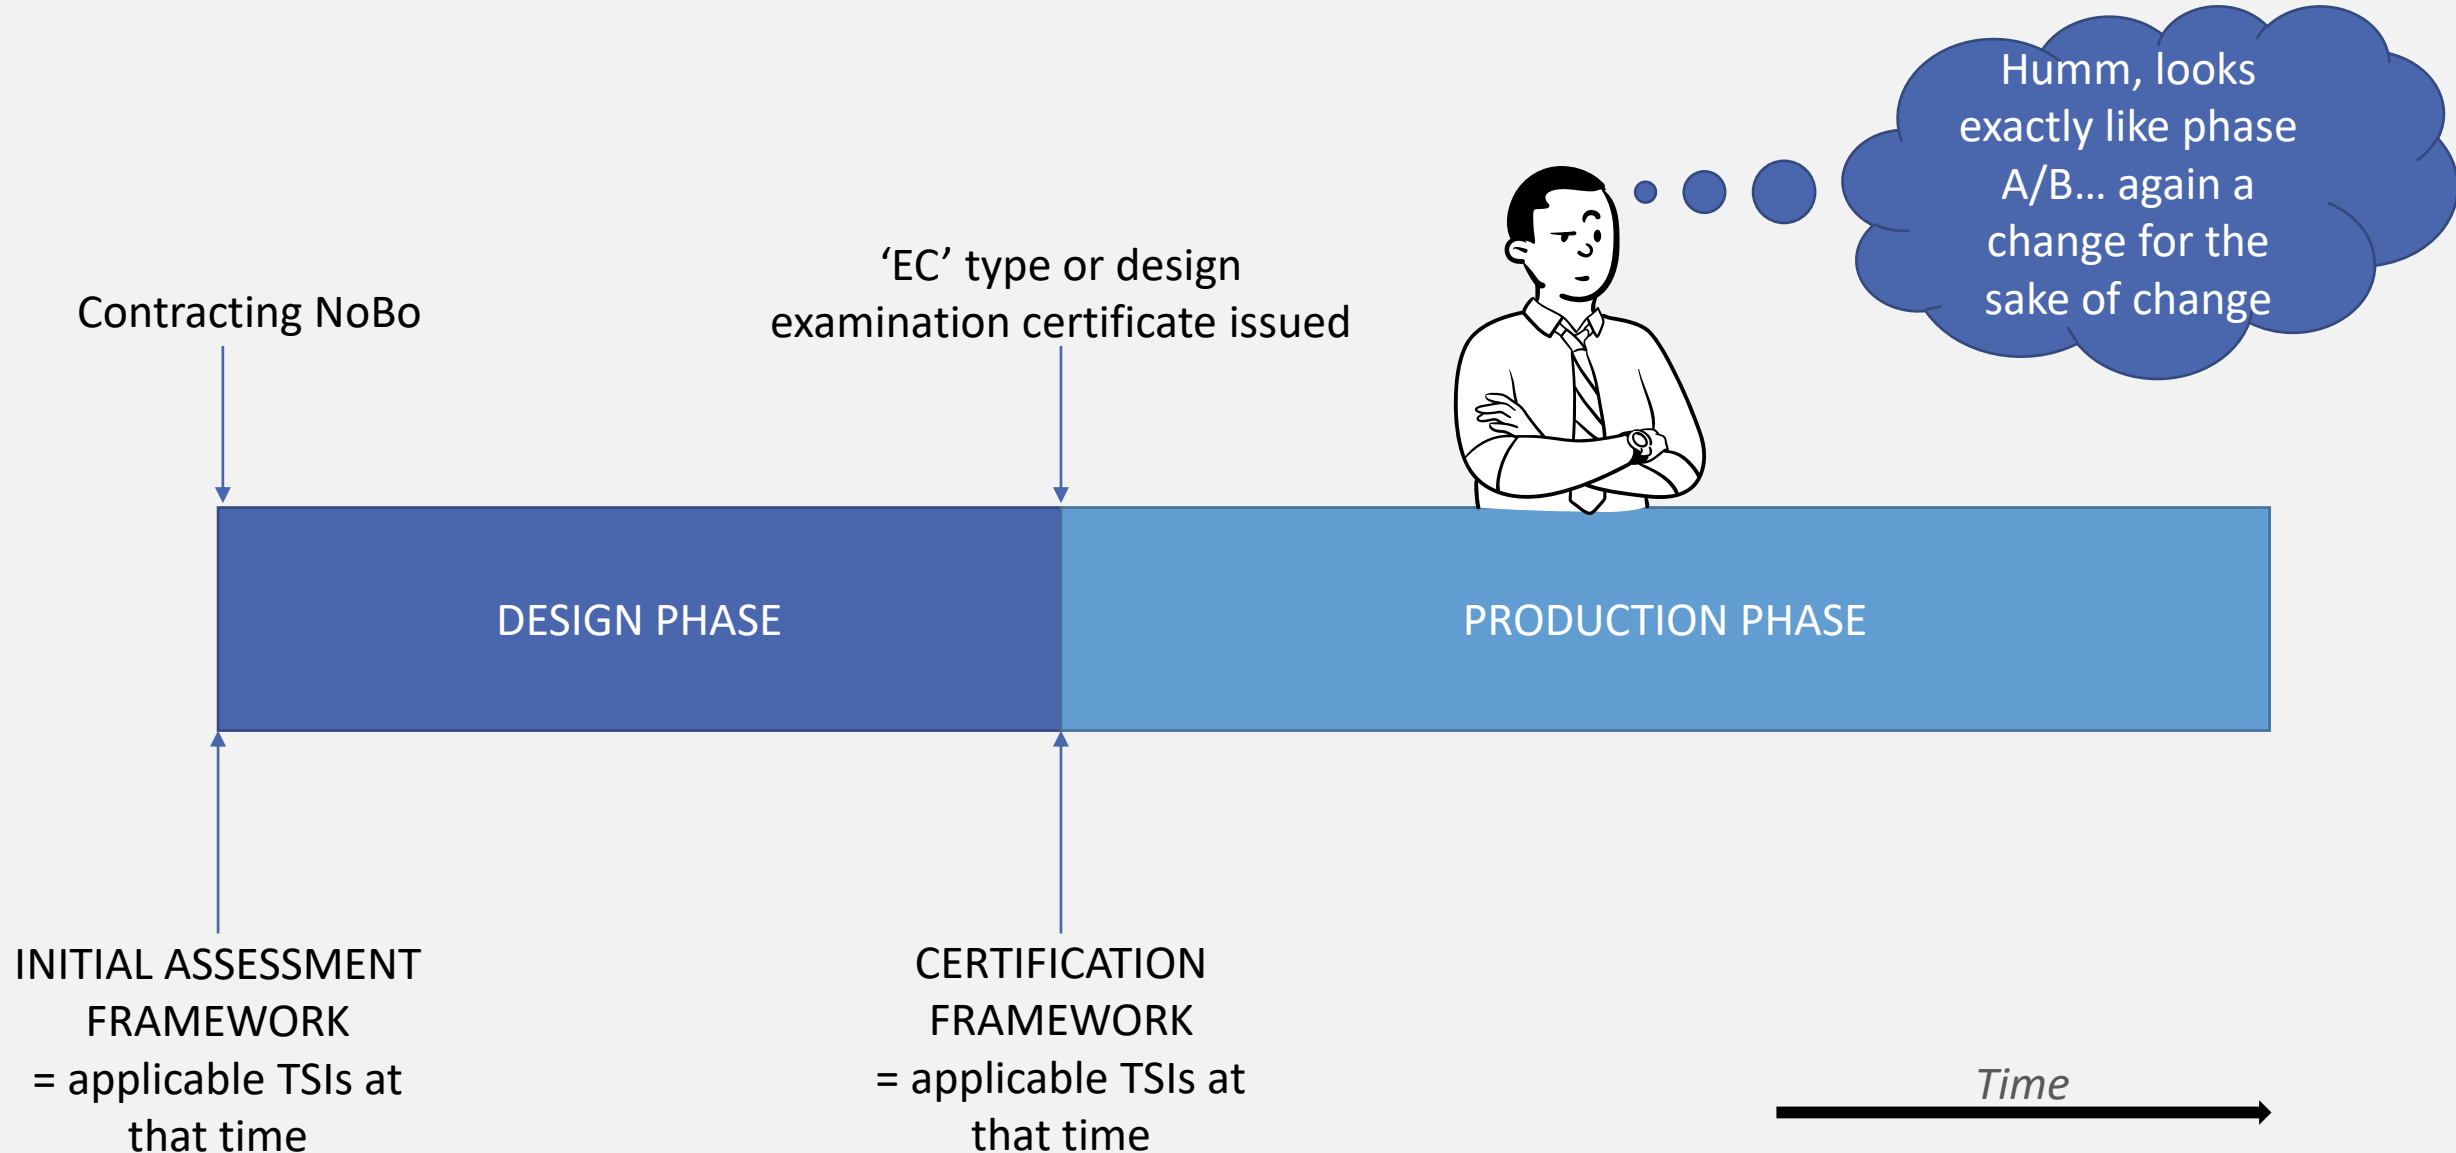 Humm, looks
exactly like phase
A/B... again a
change for the
sake of change
Contracting NoBo
‘EC’ type or design
examination certificate issued
DESIGN PHASE
PRODUCTION PHASE
INITIAL ASSESSMENT
FRAMEWORK
= applicable TSIs at
that time
CERTIFICATION
FRAMEWORK
= applicable TSIs at
that time
Time